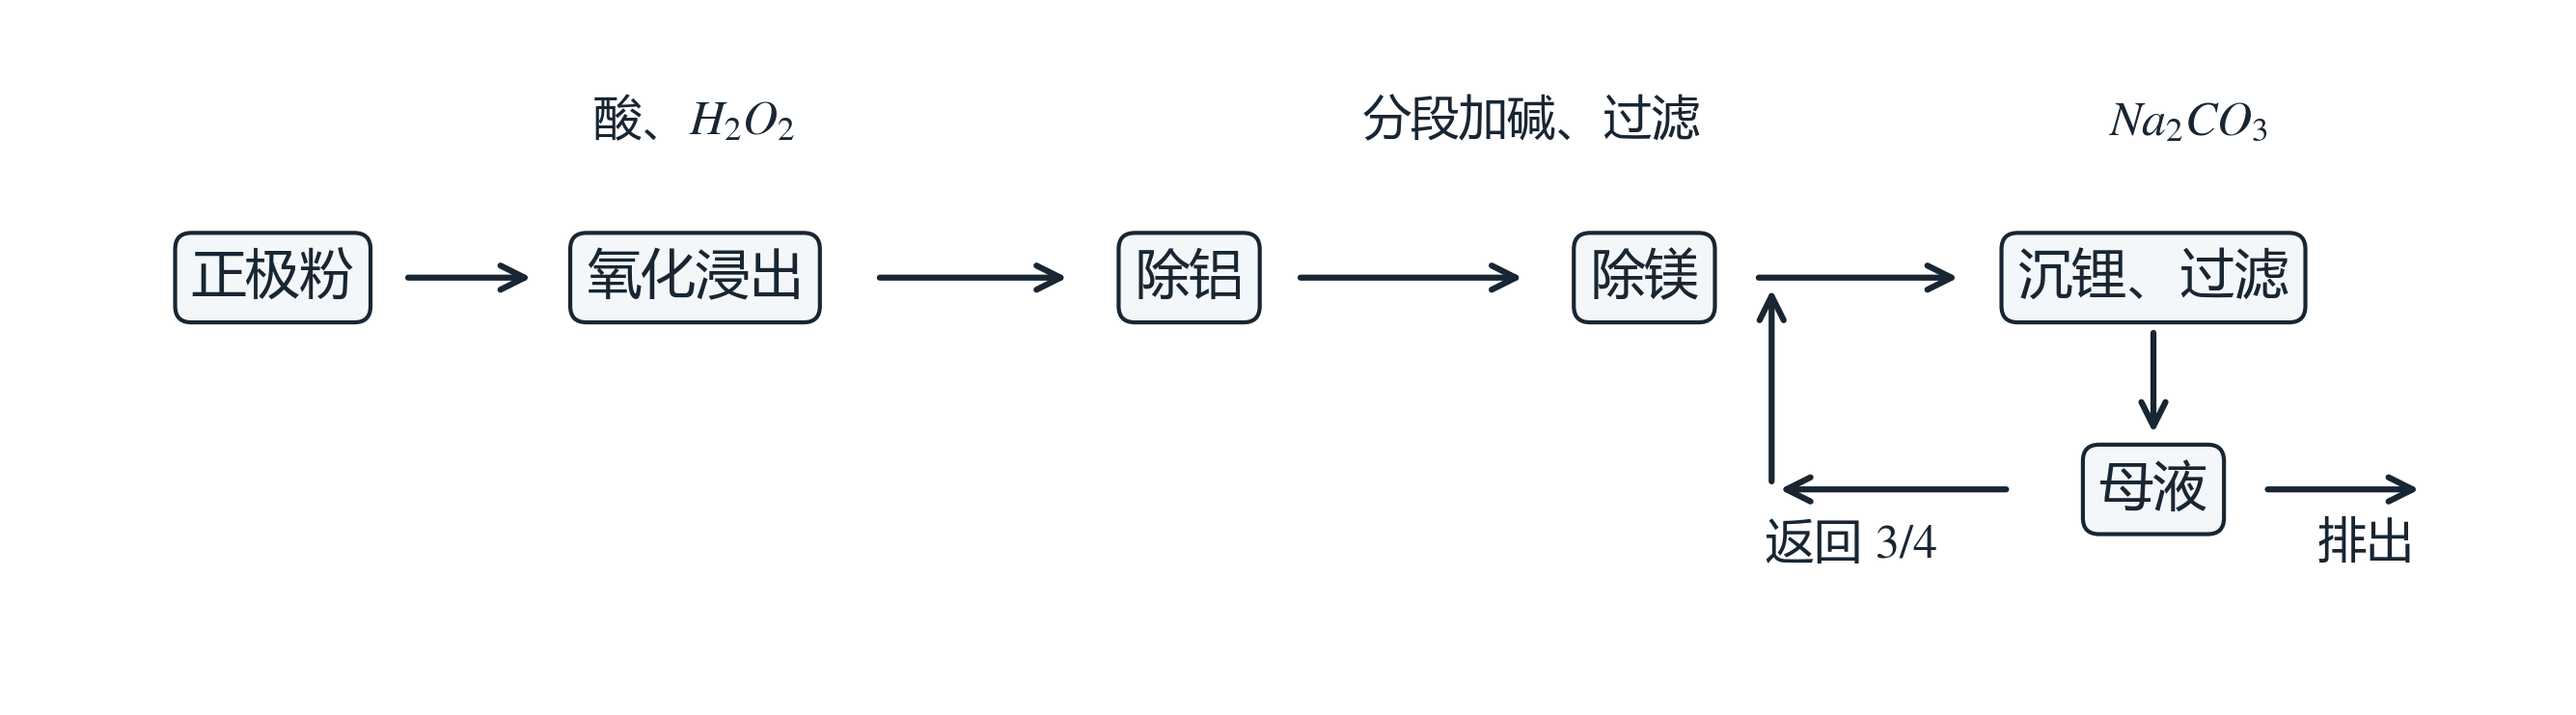 酸、H₂O₂
分段加碱、过滤
Na₂CO₃
正极粉
氧化浸出
除铝
除镁
沉锂、过滤
母液
返回 3/4
排出